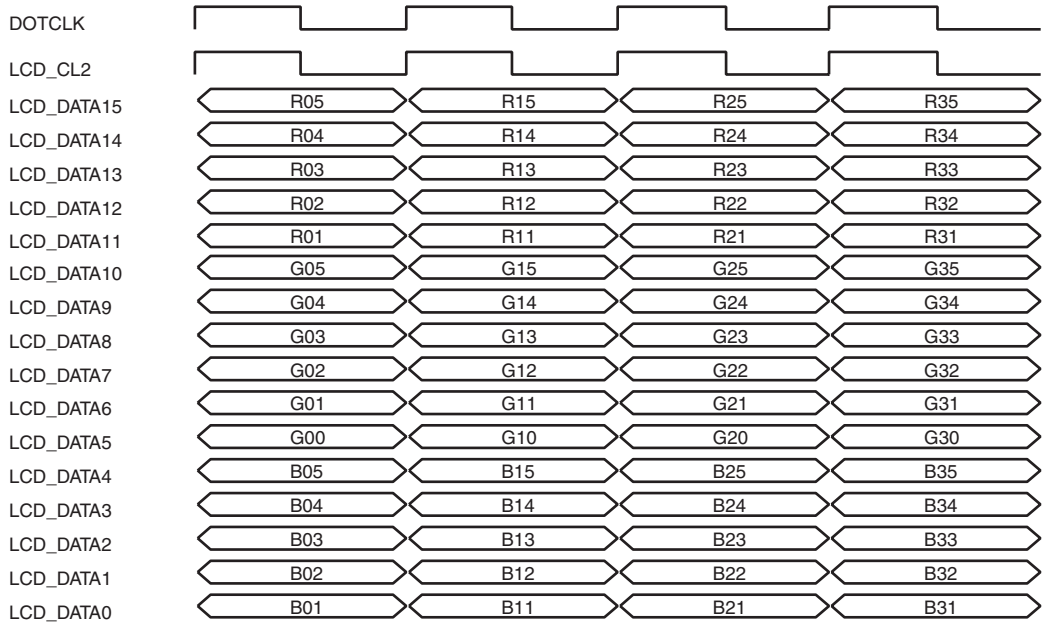 DOTCLK
LCD_CL2
LCD_DATA15 R05 R15 R25 R35
LCD_DATA14 R04 R14 R24 R34
LCD_DATA13 R03 R13 R23 R33
LCD_DATA12 R02 R12 R22 R32
LCD_DATA11 R01 R11 R21 R31
LCD_DATA10 G05 G15 G25 G35
LCD_DATA9 G04 G14 G24 G34
LCD_DATA8 G03 G13 G23 G33
LCD_DATA7 G02 G12 G22 G32
LCD_DATA6 G01 G11 G21 G31
LCD_DATA5 G00 G10 G20 G30
LCD_DATA4 B05 B15 B25 B35
LCD_DATA3 B04 B14 B24 B34
LCD_DATA2 B03 B13 B23 B33
LCD_DATA1 B02 B12 B22 B32
LCD_DATA0 B01 B11 B21 B31